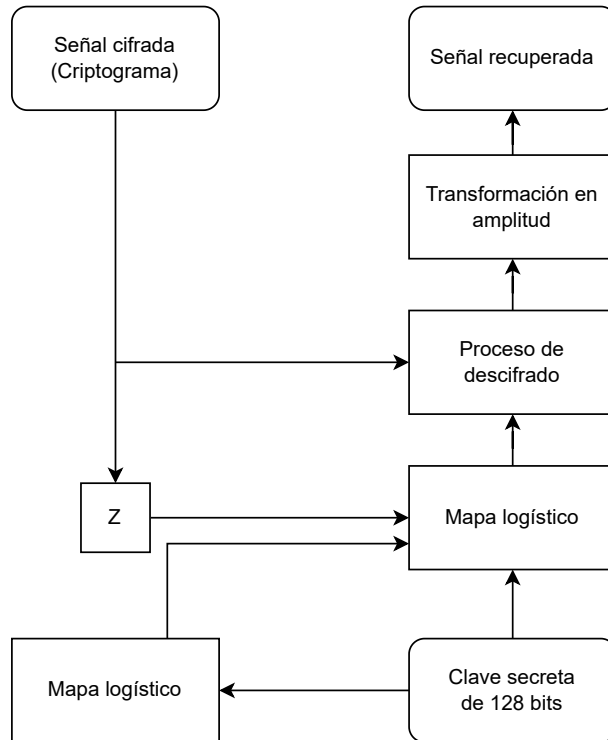 Señal cifrada
(Criptograma)
Señal recuperada
Transformación en
amplitud
Proceso de
descifrado
Z
Mapa logístico
Mapa logístico
Clave secreta
de 128 bits